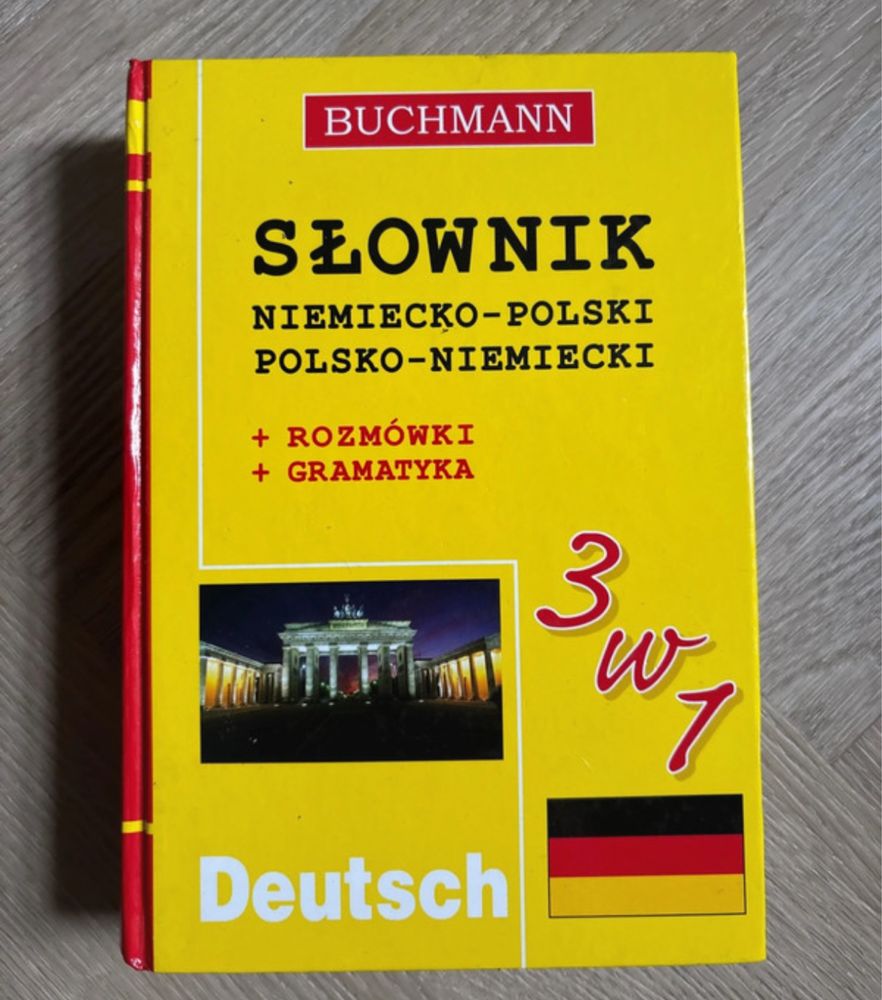 BUCHMANN
SŁOWNIK
NIEMIECKO-POLSKI
POLSKO-NIEMIECKI
+ ROZMÓWKI
+ GRAMATYKA
3
w
1
Deutsch